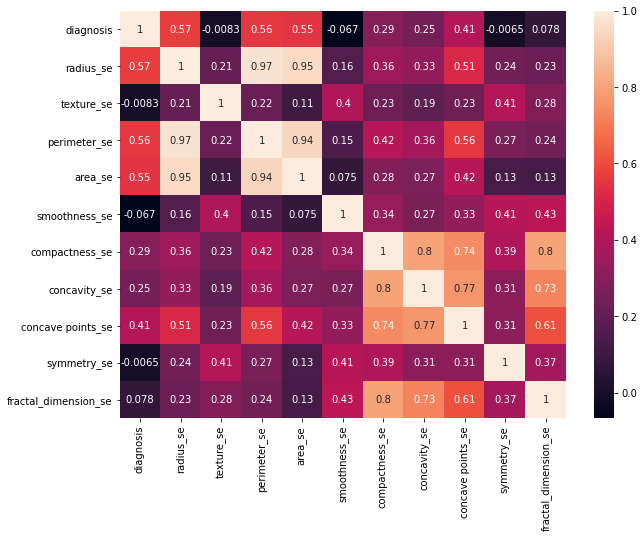 diagnosis 1 0.57 -0.0083 0.56 0.55 -0.067 0.29 0.25 0.41 -0.0065 0.078
radius_se 0.57 1 0.21 0.97 0.95 0.16 0.36 0.33 0.51 0.24 0.23
texture_se -0.0083 0.21 1 0.22 0.11 0.4 0.23 0.19 0.23 0.41 0.28
perimeter_se 0.56 0.97 0.22 1 0.94 0.15 0.42 0.36 0.56 0.27 0.24
area_se 0.55 0.95 0.11 0.94 1 0.075 0.28 0.27 0.42 0.13 0.13
smoothness_se -0.067 0.16 0.4 0.15 0.075 1 0.34 0.27 0.33 0.41 0.43
compactness_se 0.29 0.36 0.23 0.42 0.28 0.34 1 0.8 0.74 0.39 0.8
concavity_se 0.25 0.33 0.19 0.36 0.27 0.27 0.8 1 0.77 0.31 0.73
concave points_se 0.41 0.51 0.23 0.56 0.42 0.33 0.74 0.77 1 0.31 0.61
symmetry_se -0.0065 0.24 0.41 0.27 0.13 0.41 0.39 0.31 0.31 1 0.37
fractal_dimension_se 0.078 0.23 0.28 0.24 0.13 0.43 0.8 0.73 0.61 0.37 1
diagnosis
radius_se
texture_se
perimeter_se
area_se
smoothness_se
compactness_se
concavity_se
concave points_se
symmetry_se
fractal_dimension_se
1.0
0.8
0.6
0.4
0.2
0.0